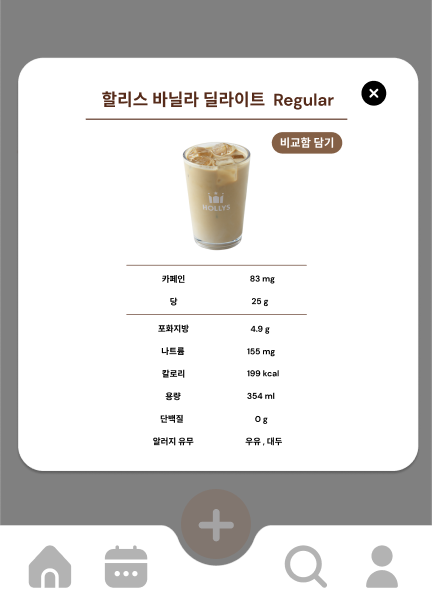 할리스 바닐라 딜라이트 Regular
비교함 담기
HOLLYS
카페인 83 mg
당 25 g
포화지방 4.9 g
나트륨 155 mg
칼로리 199 kcal
용량 354 ml
단백질 0 g
알러지 유무 우유 , 대두